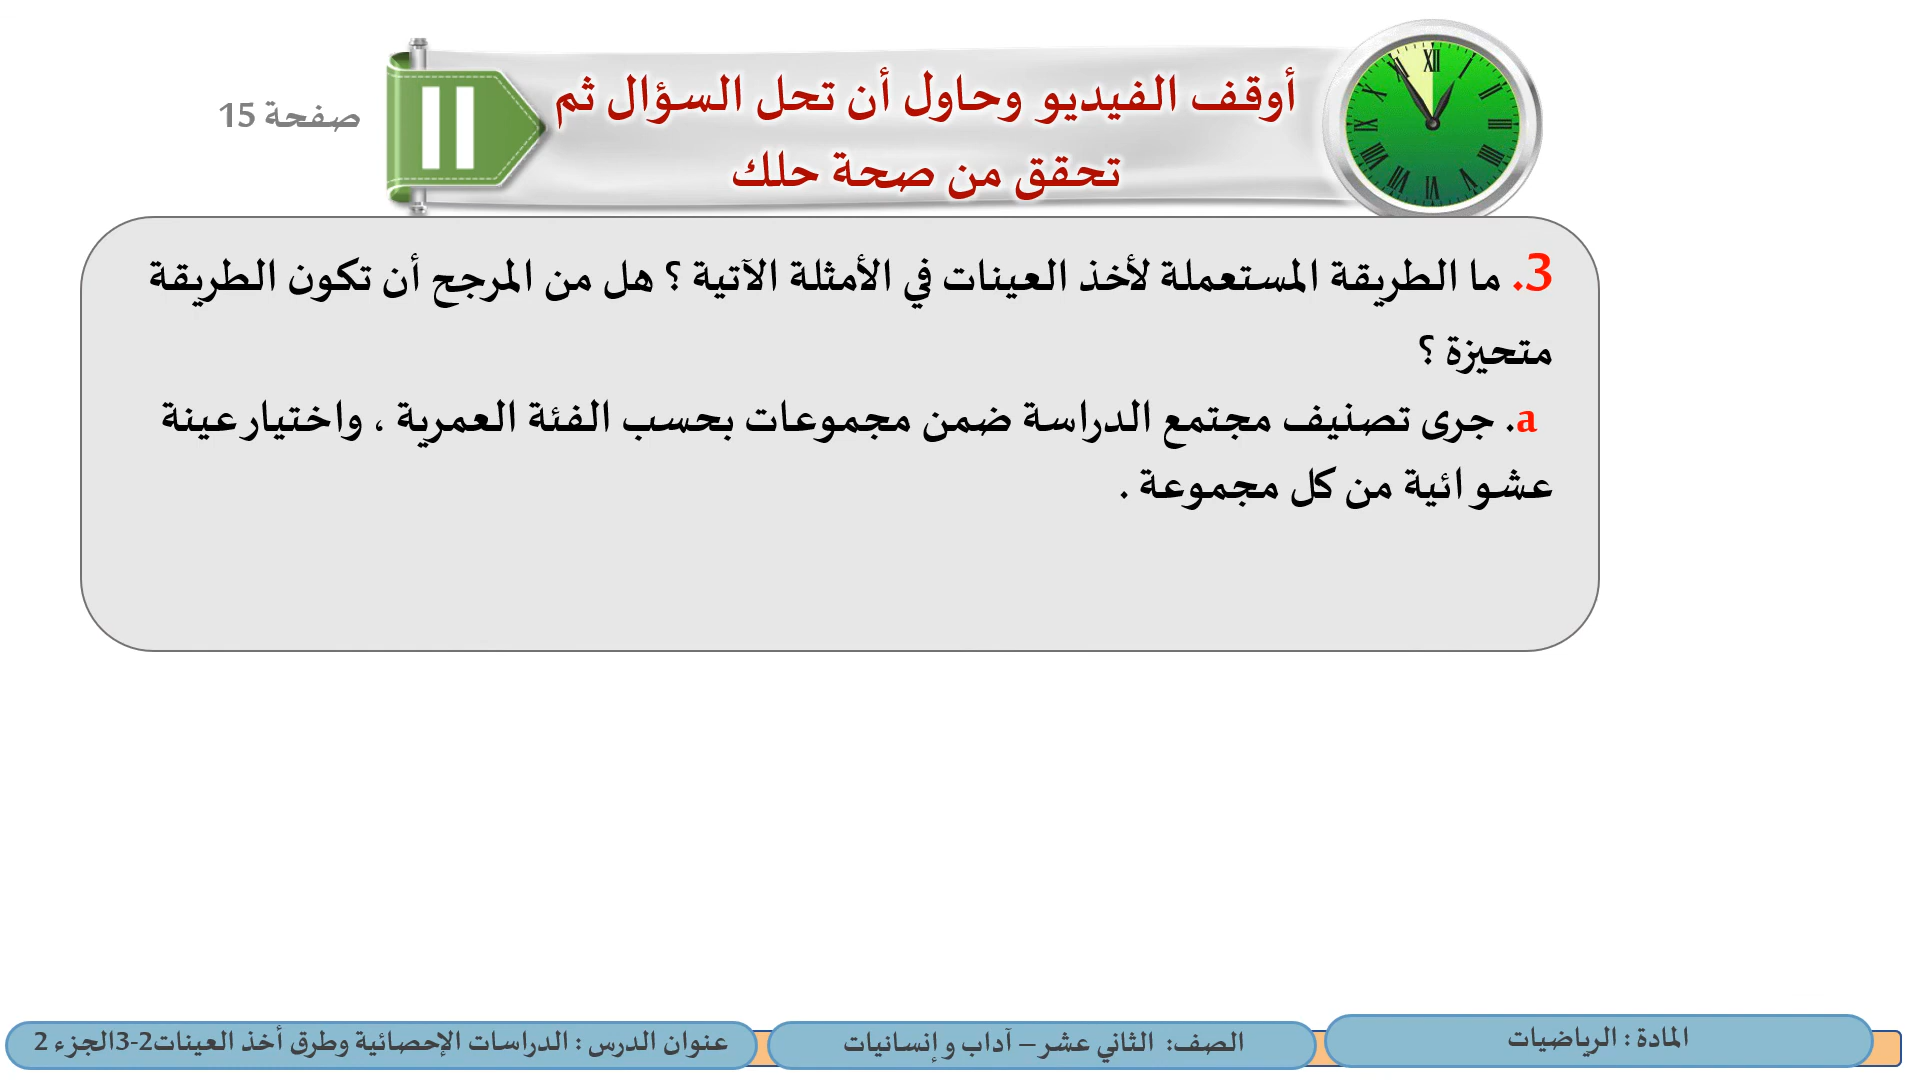 أوقف الفيديو وحاول أن تحل السؤال ثم
تحقق من صحة حلك
صفحة 15
3. ما الطريقة المستعملة لأخذ العينات في الأمثلة الآتية ؟ هل من المرجح أن تكون الطريقة
متحيزة ؟
a. جرى تصنيف مجتمع الدراسة ضمن مجموعات بحسب الفئة العمرية ، واختيار عينة
عشوائية من كل مجموعة .
المادة : الرياضيات
الصف: الثاني عشر – آداب وإنسانيات
عنوان الدرس : الدراسات الإحصائية وطرق أخذ العينات2-3الجزء 2